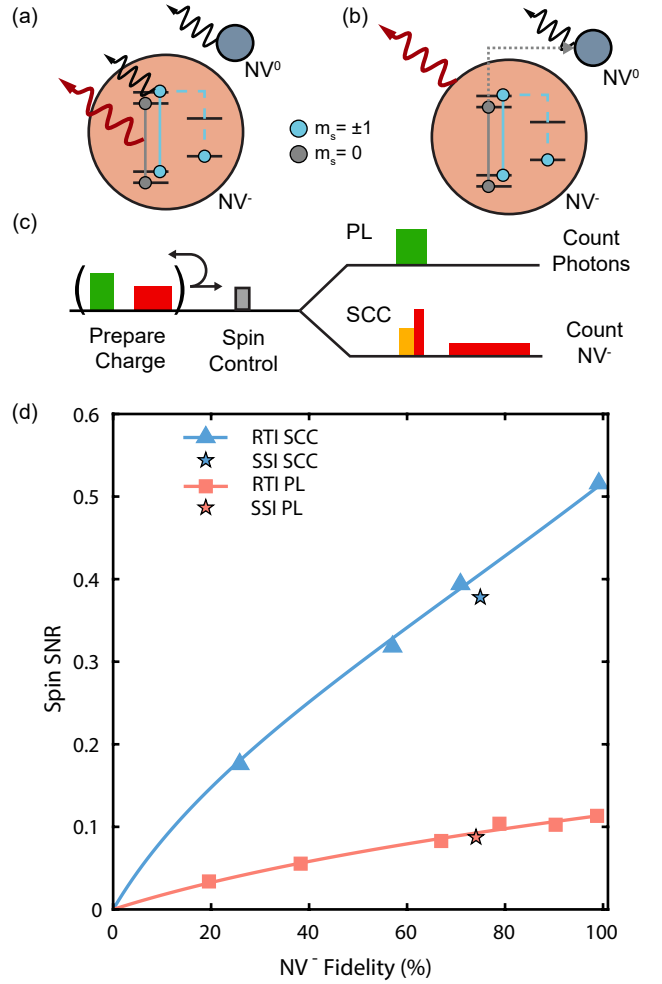 (a)
(b)
NV⁰
NV⁰
mₛ= ±1
mₛ= 0
NV⁻
NV⁻
(c)
PL
Count
Photons
( )
SCC
Prepare
Charge
Spin
Control
Count
NV⁻
(d)
0.6
RTI SCC
SSI SCC
RTI PL
SSI PL
0.5
0.4
0.3
0.2
0.1
0
Spin SNR
0 20 40 60 80 100
NV⁻ Fidelity (%)